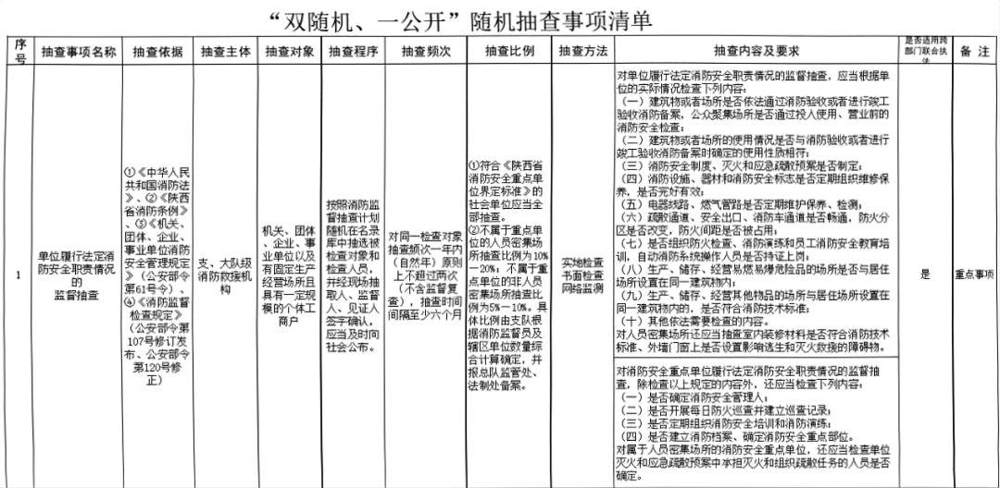 “双随机、一公开”随机抽查事项清单
序号
抽查事项名称
抽查依据
抽查主体
抽查对象
抽查程序
抽查频次
抽查比例
抽查方法
抽查内容及要求
是否适用跨
部门联合执
法
备 注
1
单位履行法定消
防安全职责情况
的
监督抽查
①《中华人民
共和国消防法
》、②《陕西
省消防条例》
、③《机关、
团体、企业、
事业单位消防
安全管理规定
》（公安部令
第61号令）、
④《消防监督
检查规定》
（公安部令第
107号修订发
布、公安部令
第120号修
正）
支、大队级
消防救援机
构
机关、团体
、企业、事
业单位以及
有固定生产
经营场所且
具有一定规
模的个体工
商户
按照消防监
督抽查计划
随机在名录
库中抽选被
检查对象和
检查人员，
并经现场抽
取人、监督
人、见证人
签字确认，
应当及时向
社会公布。
对同一检查对象
抽查频次一年内
（自然年）原则
上不超过两次
（不含监督复
查），抽查时间
间隔至少六个月
①符合《陕西省
消防安全重点单
位界定标准》的
社会单位应当全
部抽查。
②不属于重点单
位的人员密集场
所抽查比例为10%
—20%；不属于重
点单位的非人员
密集场所抽查比
例为5%－10%。具
体比例由支队根据
消防监督员及
辖区单位数量综
合计算确定，并
报总队监管处、
法制处备案。
实地检查
书面检查
网络监测
对单位履行法定消防安全职责情况的监督抽查，应当根据单
位的实际情况检查下列内容：
（一）建筑物或者场所是否依法通过消防验收或者进行竣工
验收消防备案，公众聚集场所是否通过投入使用、营业前的
消防安全检查；
（二）建筑物或者场所的使用情况是否与消防验收或者进行
竣工验收消防备案时确定的使用性质相符；
（三）消防安全制度、灭火和应急疏散预案是否制定；
（四）消防设施、器材和消防安全标志是否定期组织维修保
养，是否完好有效；
（五）电器线路、燃气管路是否定期维护保养、检测；
（六）疏散通道、安全出口、消防车通道是否畅通，防火分
区是否改变，防火间距是否被占用；
（七）是否组织防火检查、消防演练和员工消防安全教育培
训，自动消防系统操作人员是否持证上岗；
（八）生产、储存、经营易燃易爆危险品的场所是否与居住
场所设置在同一建筑物内；
（九）生产、储存、经营其他物品的场所与居住场所设置在
同一建筑物内的，是否符合消防技术标准；
（十）其他依法需要检查的内容。
对人员密集场所还应当抽查室内装修材料是否符合消防技术
标准、外墙门窗上是否设置影响逃生和灭火救援的障碍物。
对消防安全重点单位履行法定消防安全职责情况的监督抽
查，除检查以上规定的内容外，还应当检查下列内容：
（一）是否确定消防安全管理人；
（二）是否开展每日防火巡查并建立巡查记录；
（三）是否定期组织消防安全培训和消防演练；
（四）是否建立消防档案、确定消防安全重点部位。
对属于人员密集场所的消防安全重点单位，还应当检查单位
灭火和应急疏散预案中承担灭火和组织疏散任务的人员是否
确定。
是
重点事项